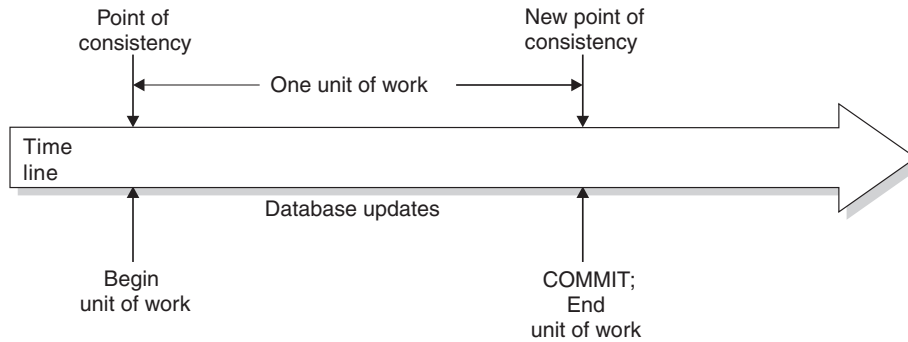 Point of
consistency
New point of
consistency
One unit of work
Time
line
Database updates
Begin
unit of work
COMMIT;
End
unit of work